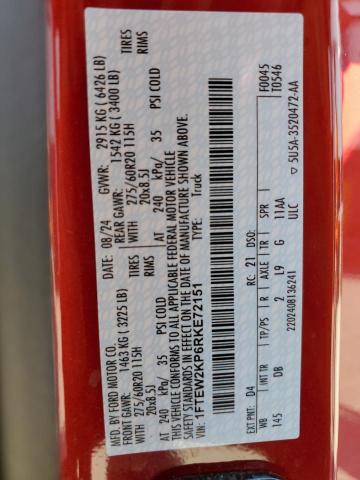 MFD. BY FORD MOTOR CO.
DATE: 08/24 GVWR: 2915 KG ( 6426 LB)
FRONT GAWR: 1463 KG ( 3225 LB) REAR GAWR: 1542 KG ( 3400 LB)
WITH 275/60R20 115H WITH 275/60R20 115H TIRES
20x8.5J 20x8.5J RIMS
AT 240 kPa/ 35 PSI COLD AT 240 kPa/ 35 PSI COLD
THIS VEHICLE CONFORMS TO ALL APPLICABLE FEDERAL MOTOR VEHICLE
SAFETY STANDARDS IN EFFECT ON THE DATE OF MANUFACTURE SHOWN ABOVE.
VIN: 1FTEW2KP6RKE72151 TYPE: Truck
F0045
T0546
EXT PNT: D4 RC: 21 DSO:
WB INT TR TP/PS R AXLE TR SPR
145 DB 2 L9 G 11AA
ULC
▽ 5U5A-3520472-AA
2202408136241
TIRES
RIMS